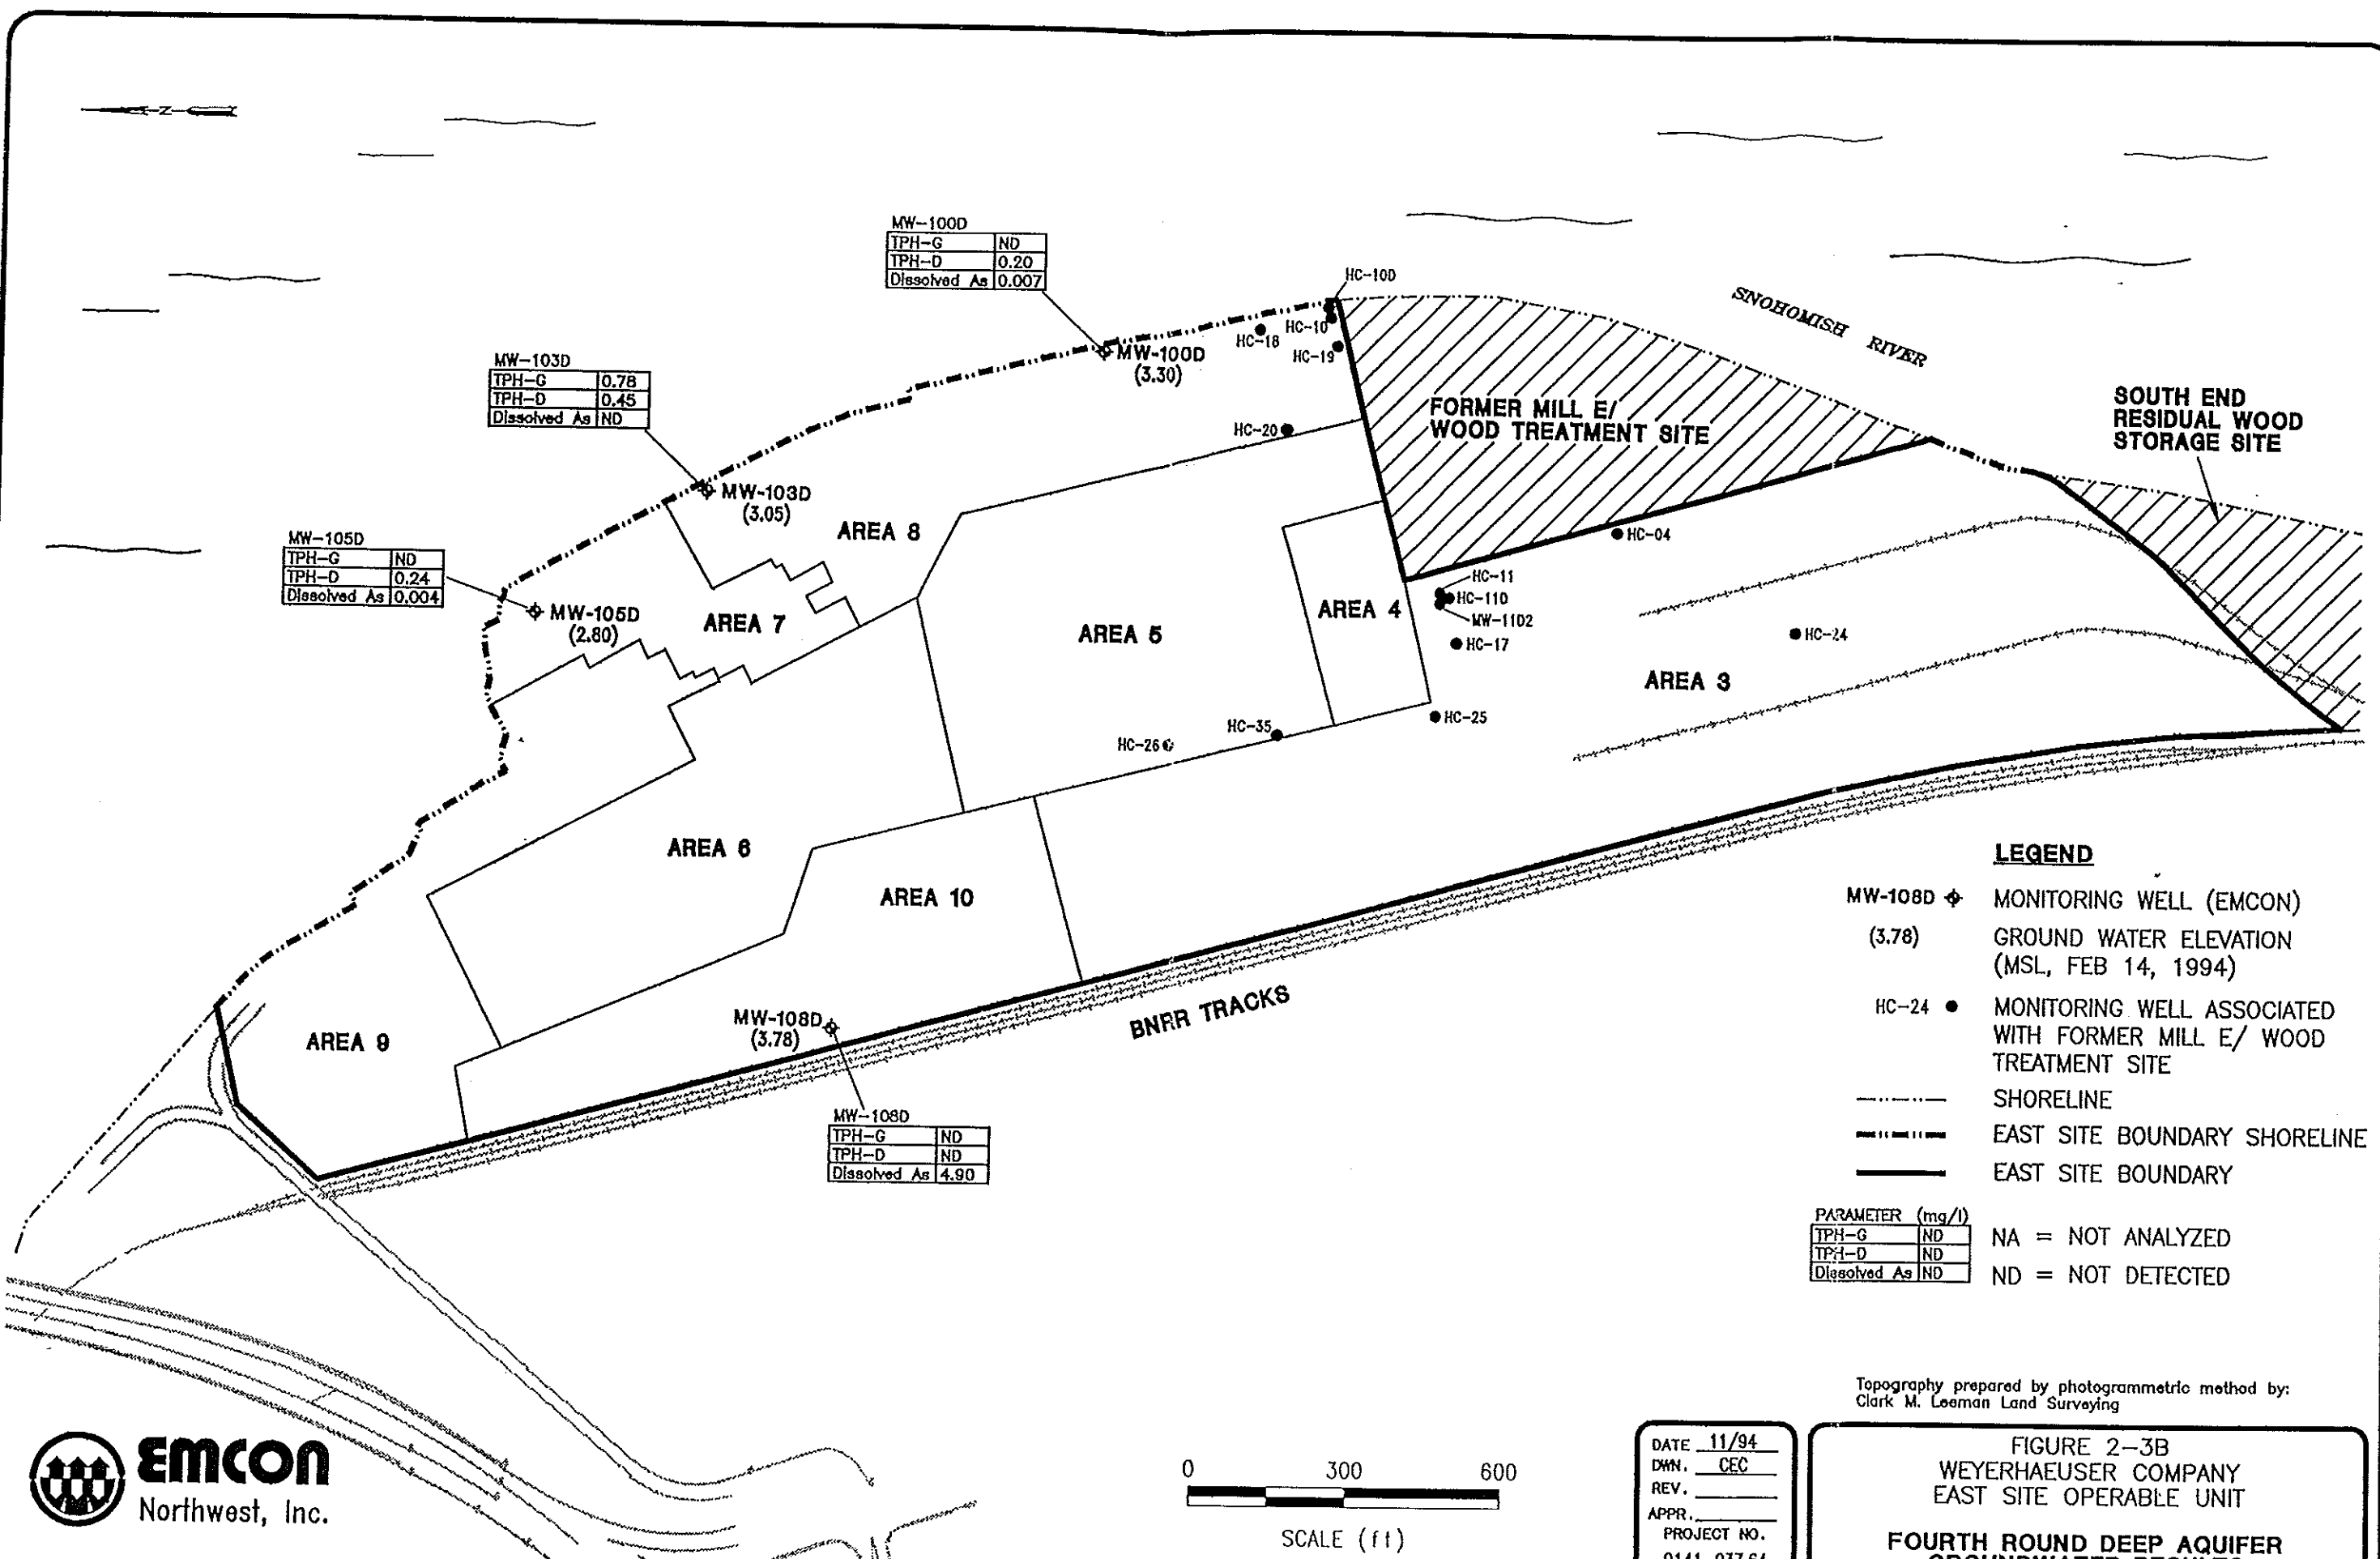 Z
MW-100D
TPH-G ND
TPH-D 0.20
Dissolved As 0.007
HC-10D
HC-10
HC-18
HC-19
MW-100D
(3.30)
SNOHOMISH RIVER
MW-103D
TPH-G 0.78
TPH-D 0.45
Dissolved As ND
FORMER MILL E/
WOOD TREATMENT SITE
SOUTH END
RESIDUAL WOOD
STORAGE SITE
HC-20
MW-103D
(3.05)
AREA 8
HC-04
MW-105D
TPH-G ND
TPH-D 0.24
Dissolved As 0.004
MW-105D
(2.80)
AREA 7
AREA 5
AREA 4
HC-11
HC-11D
MW-11D2
HC-17
HC-24
AREA 3
HC-25
HC-35
HC-26
AREA 6
AREA 10
AREA 9
MW-108D
(3.78)
BNRR TRACKS
MW-108D
TPH-G ND
TPH-D ND
Dissolved As 4.90
LEGEND
MW-108D MONITORING WELL (EMCON)
(3.78) GROUND WATER ELEVATION
(MSL, FEB 14, 1994)
HC-24 MONITORING WELL ASSOCIATED
WITH FORMER MILL E/ WOOD
TREATMENT SITE
SHORELINE
EAST SITE BOUNDARY SHORELINE
EAST SITE BOUNDARY
PARAMETER (mg/l)
TPH-G ND
TPH-D ND
Dissolved As ND
NA = NOT ANALYZED
ND = NOT DETECTED
Topography prepared by photogrammetric method by:
Clark M. Leeman Land Surveying
EMCON
Northwest, Inc.
0 300 600
SCALE (ft)
DATE 11/94
DWN. CEC
REV.
APPR.
PROJECT NO.
FIGURE 2-3B
WEYERHAEUSER COMPANY
EAST SITE OPERABLE UNIT
FOURTH ROUND DEEP AQUIFER
GROUNDWATER RESULTS